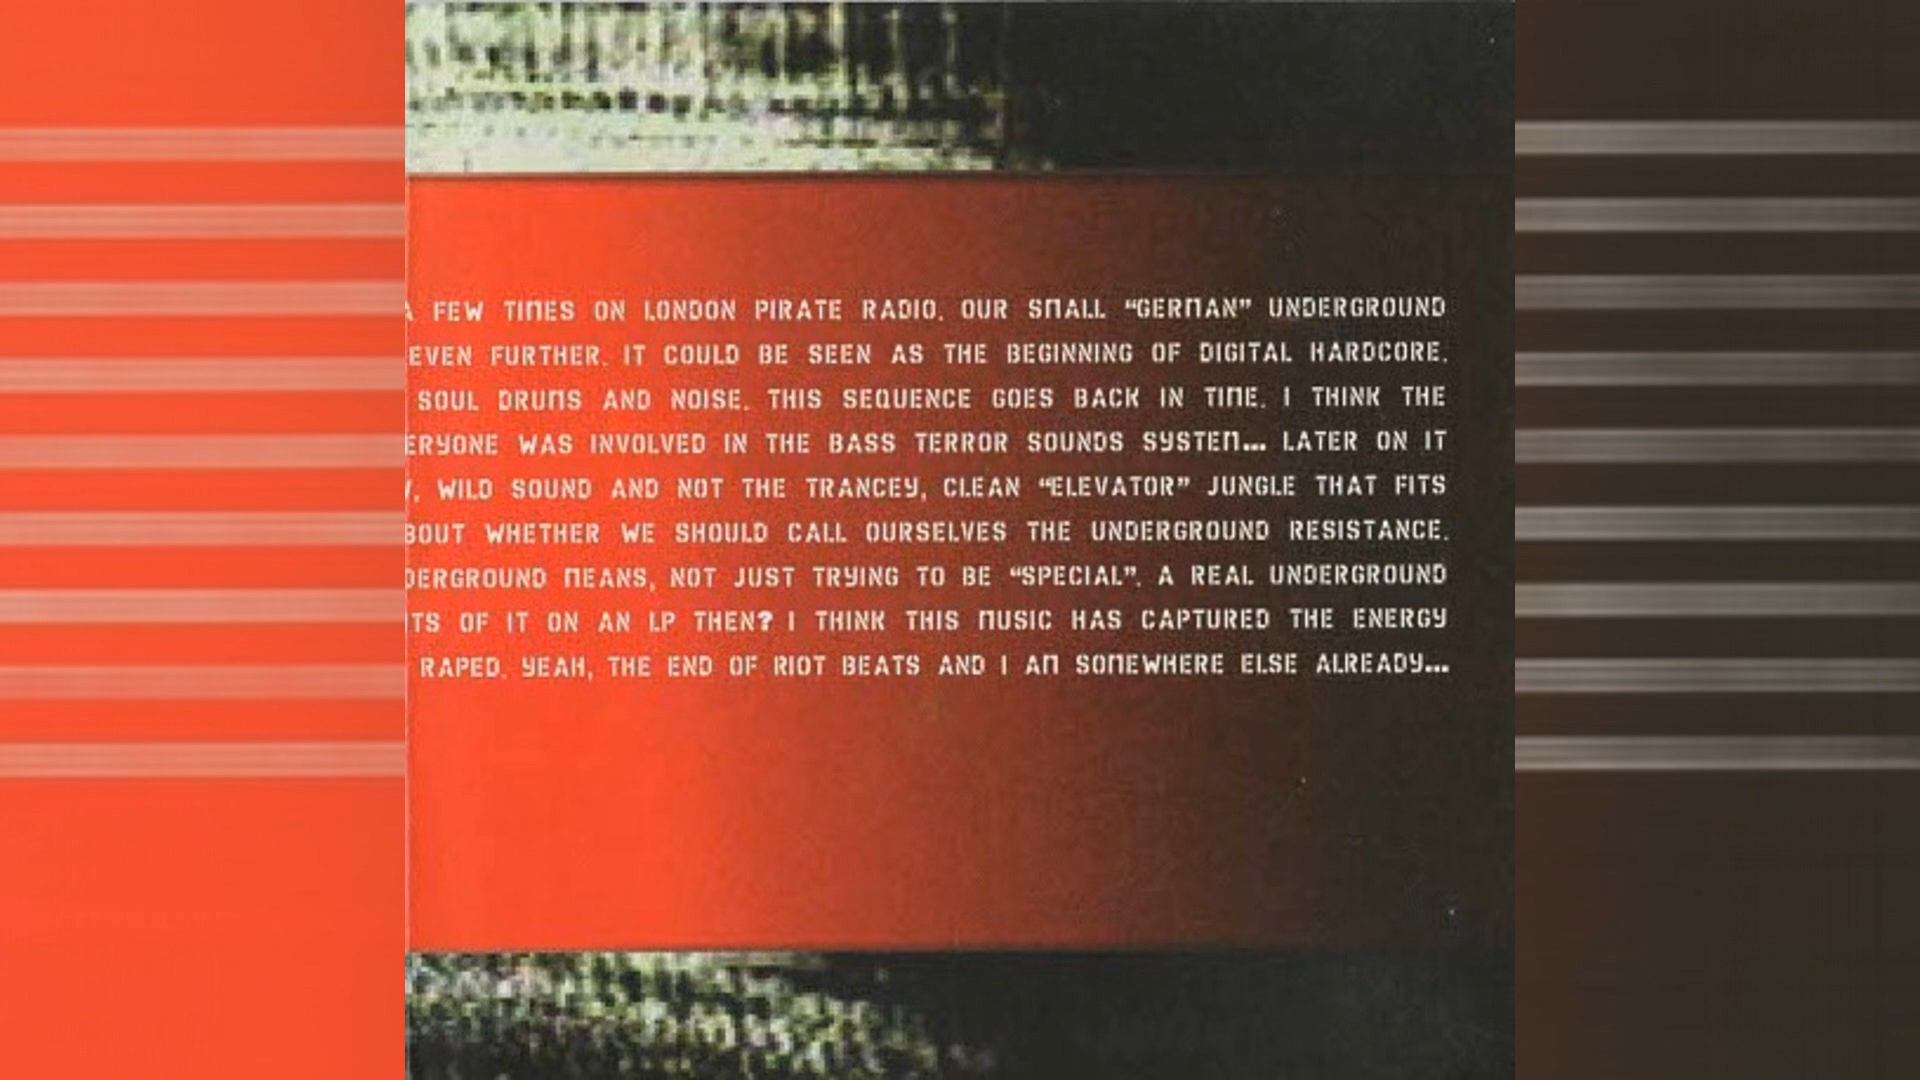 A FEW TIMES ON LONDON PIRATE RADIO. OUR SMALL “GERMAN” UNDERGROUND
EVEN FURTHER. IT COULD BE SEEN AS THE BEGINNING OF DIGITAL HARDCORE.
SOUL DRUMS AND NOISE. THIS SEQUENCE GOES BACK IN TIME. I THINK THE
ERYONE WAS INVOLVED IN THE BASS TERROR SOUNDS SYSTEM... LATER ON IT
, WILD SOUND AND NOT THE TRANCEY, CLEAN “ELEVATOR” JUNGLE THAT FITS
BOUT WHETHER WE SHOULD CALL OURSELVES THE UNDERGROUND RESISTANCE.
DERGROUND MEANS, NOT JUST TRYING TO BE “SPECIAL”. A REAL UNDERGROUND
TS OF IT ON AN LP THEN? I THINK THIS MUSIC HAS CAPTURED THE ENERGY
RAPED. YEAH, THE END OF RIOT BEATS AND I AM SOMEWHERE ELSE ALREADY...